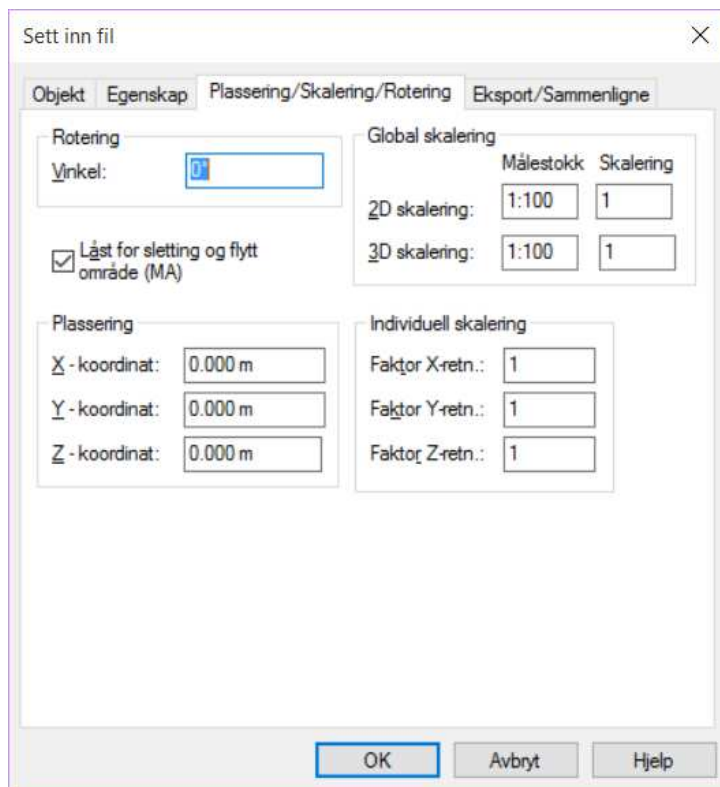 Sett inn fil
Objekt Egenskap Plassering/Skalering/Rotering Eksport/Sammenligne
Rotering
Vinkel: 0°
Låst for sletting og flytt
område (MA)
Global skalering
Målestokk Skalering
2D skalering: 1:100 1
3D skalering: 1:100 1
Plassering
X - koordinat: 0.000 m
Y - koordinat: 0.000 m
Z - koordinat: 0.000 m
Individuell skalering
Faktor X-retn.: 1
Faktor Y-retn.: 1
Faktor Z-retn.: 1
OK Avbryt Hjelp